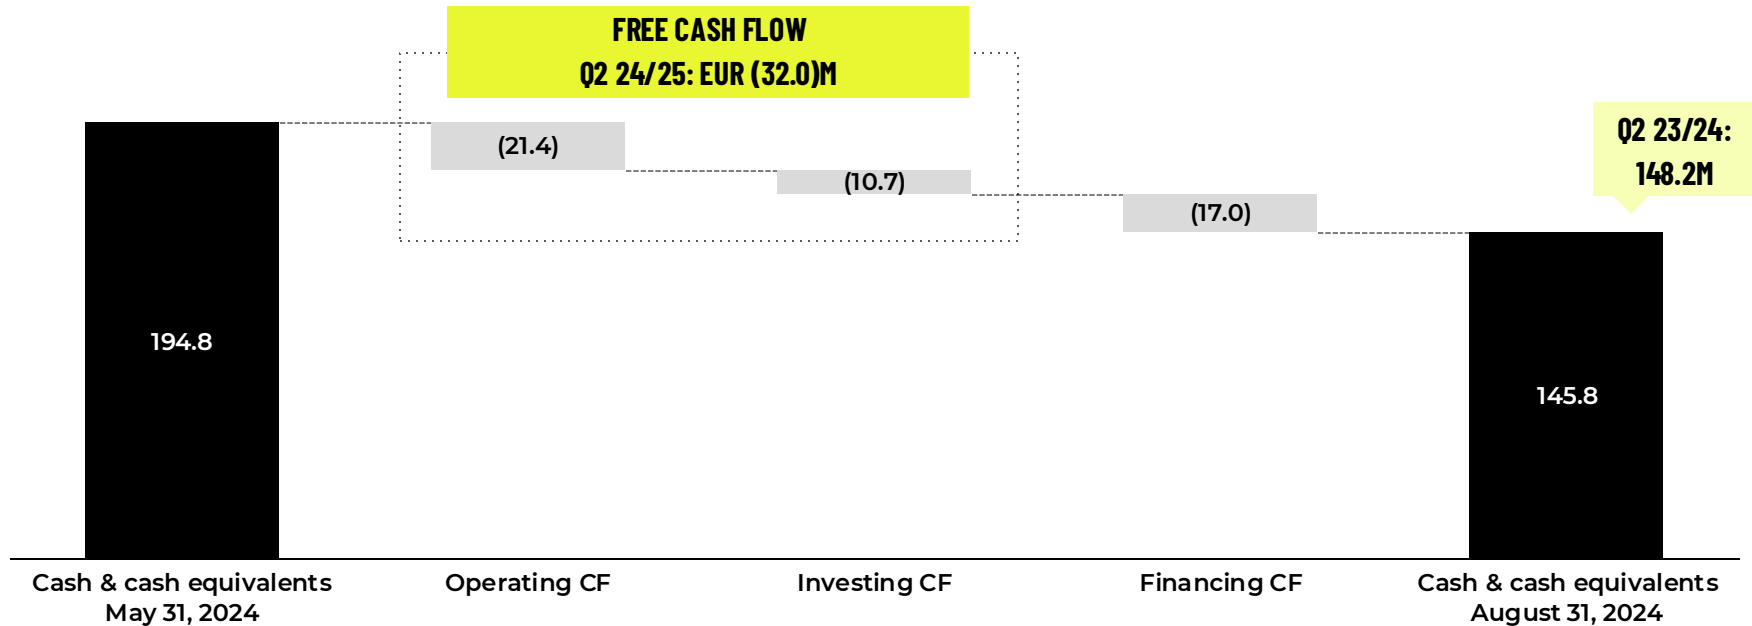 FREE CASH FLOW
Q2 24/25: EUR (32.0)M
Q2 23/24:
148.2M
(21.4)
(10.7)
(17.0)
194.8
145.8
Cash & cash equivalents
May 31, 2024
Operating CF
Investing CF
Financing CF
Cash & cash equivalents
August 31, 2024